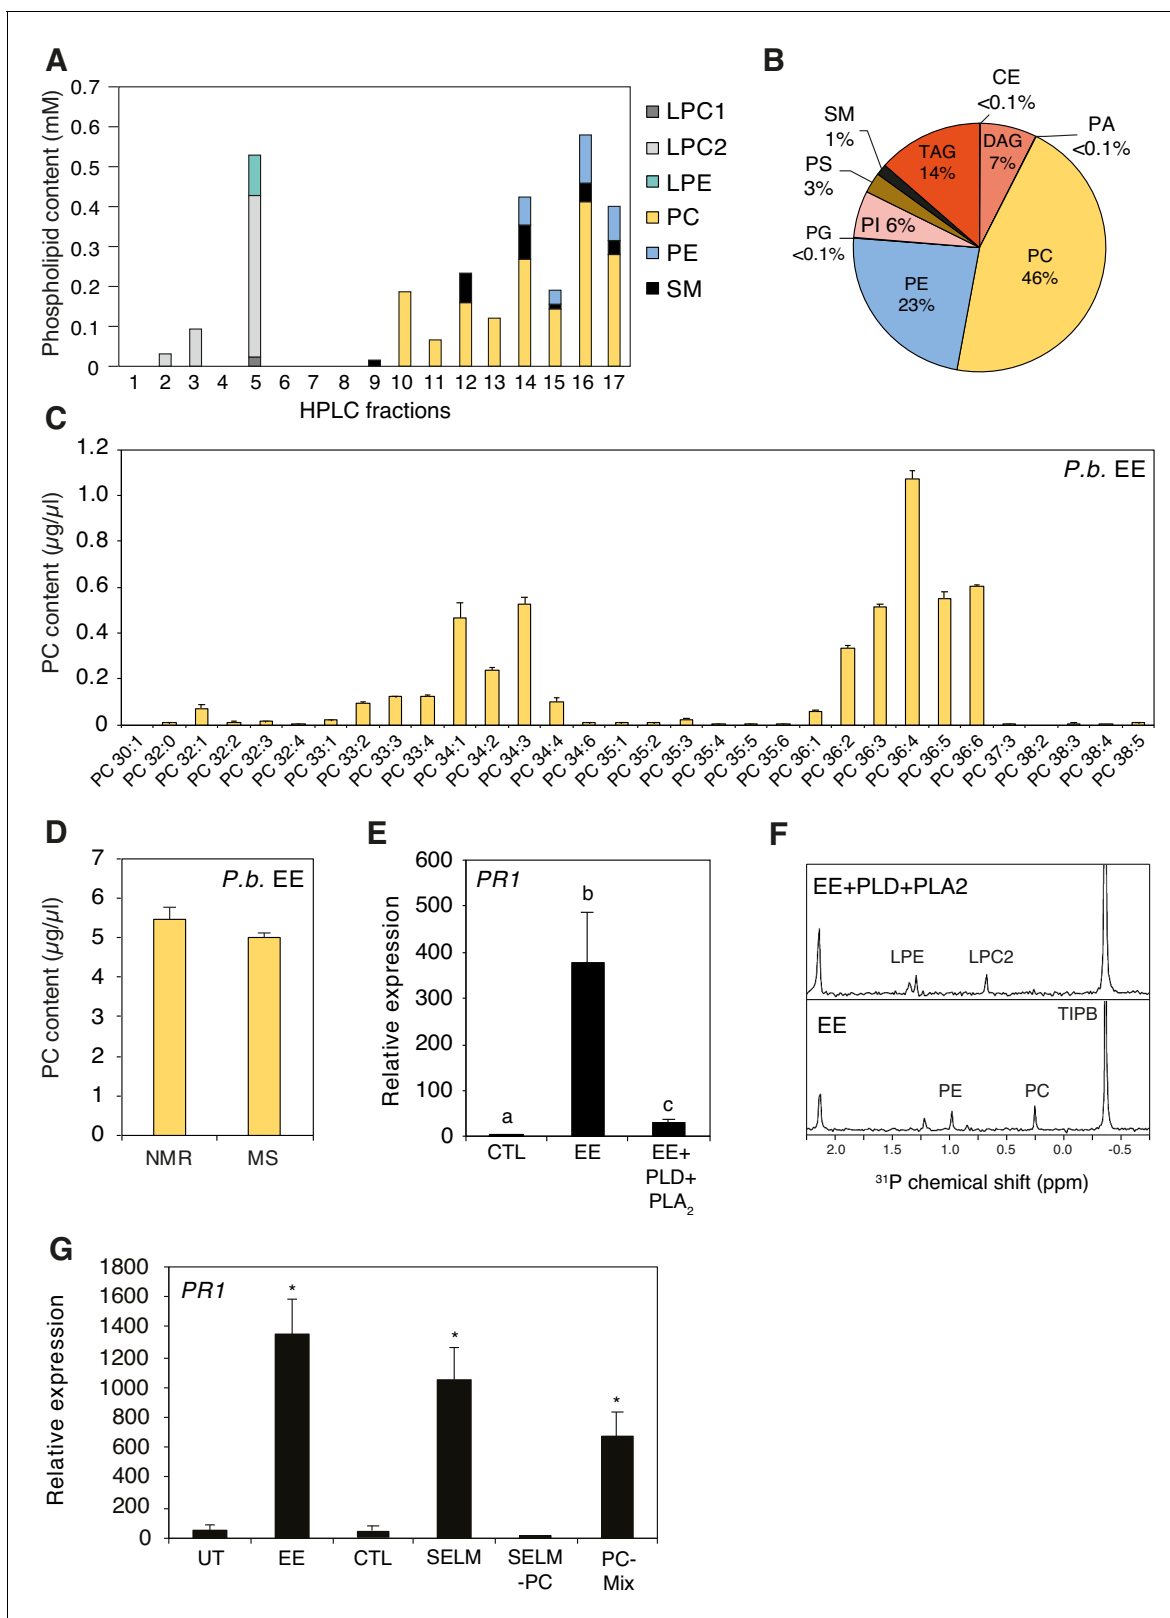 A
Phospholipid content (mM)
0.7
0.6
0.5
0.4
0.3
0.2
0.1
0
1 2 3 4 5 6 7 8 9 10 11 12 13 14 15 16 17
HPLC fractions
LPC1
LPC2
LPE
PC
PE
SM
B
CE
<0.1%
PA
<0.1%
SM
1%
TAG
14%
DAG
7%
PS
3%
PI 6%
PG
<0.1%
PC
46%
PE
23%
C
PC content (µg/µl)
1.2
1.0
0.8
0.6
0.4
0.2
0
P.b. EE
PC 30:1
PC 32:0
PC 32:1
PC 32:2
PC 32:3
PC 32:4
PC 33:1
PC 33:2
PC 33:3
PC 33:4
PC 34:1
PC 34:2
PC 34:3
PC 34:4
PC 34:6
PC 35:1
PC 35:2
PC 35:3
PC 35:4
PC 35:5
PC 35:6
PC 36:1
PC 36:2
PC 36:3
PC 36:4
PC 36:5
PC 36:6
PC 37:3
PC 38:2
PC 38:3
PC 38:4
PC 38:5
D
PC content (µg/µl)
7
6
5
4
3
2
1
0
P.b. EE
NMR MS
E
Relative expression
600
500
400
300
200
100
0
PR1
a
b
c
CTL
EE
EE+
PLD+
PLA2
F
EE+PLD+PLA2
LPE
LPC2
EE
TIPB
PE
PC
2.0 1.5 1.0 0.5 0.0 -0.5
31P chemical shift (ppm)
G
Relative expression
1800
1600
1400
1200
1000
800
600
400
200
0
PR1
*
*
*
UT
EE
CTL
SELM
SELM
-PC
PC-
Mix